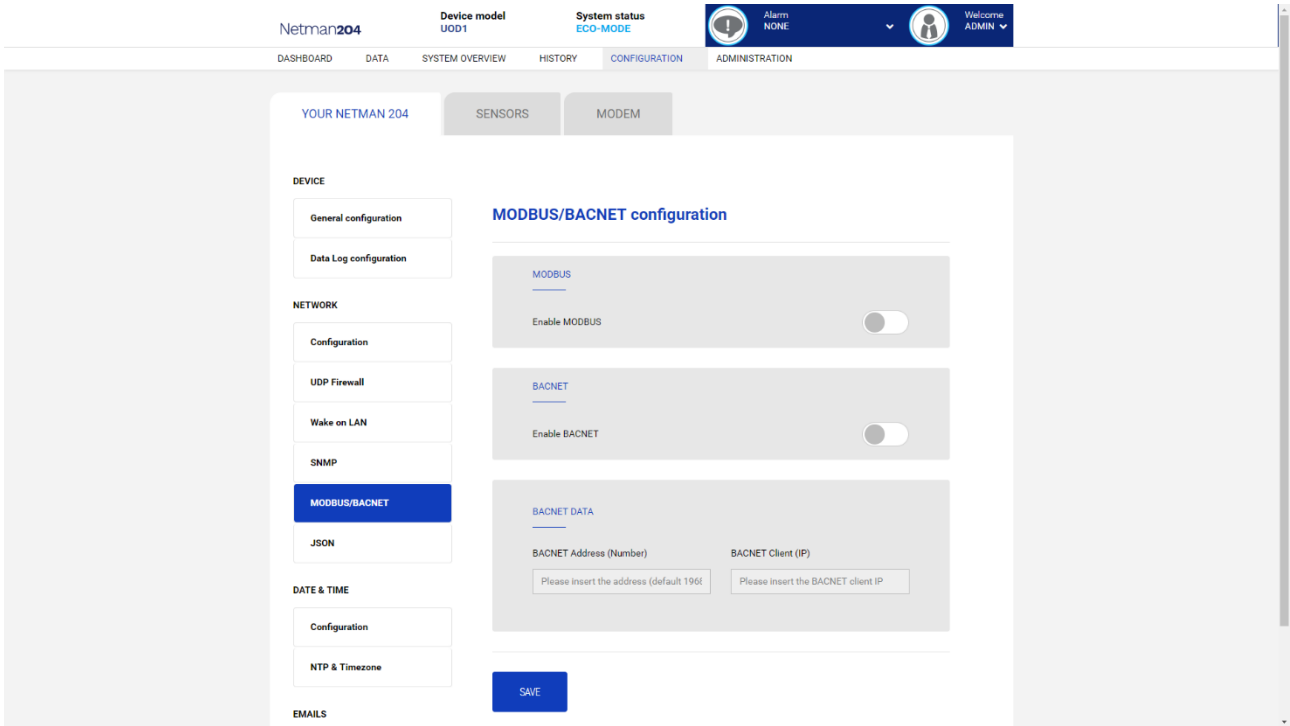 Netman204
Device model
UOD1
System status
ECO-MODE
Alarm
NONE
Welcome
ADMIN
DASHBOARD DATA SYSTEM OVERVIEW HISTORY CONFIGURATION ADMINISTRATION
YOUR NETMAN 204 SENSORS MODEM
DEVICE
General configuration
Data Log configuration
NETWORK
Configuration
UDP Firewall
Wake on LAN
SNMP
MODBUS/BACNET
JSON
DATE & TIME
Configuration
NTP & Timezone
EMAILS
MODBUS/BACNET configuration
MODBUS
Enable MODBUS
BACNET
Enable BACNET
BACNET DATA
BACNET Address (Number) BACNET Client (IP)
Please insert the address (default 1968 Please insert the BACNET client IP
SAVE